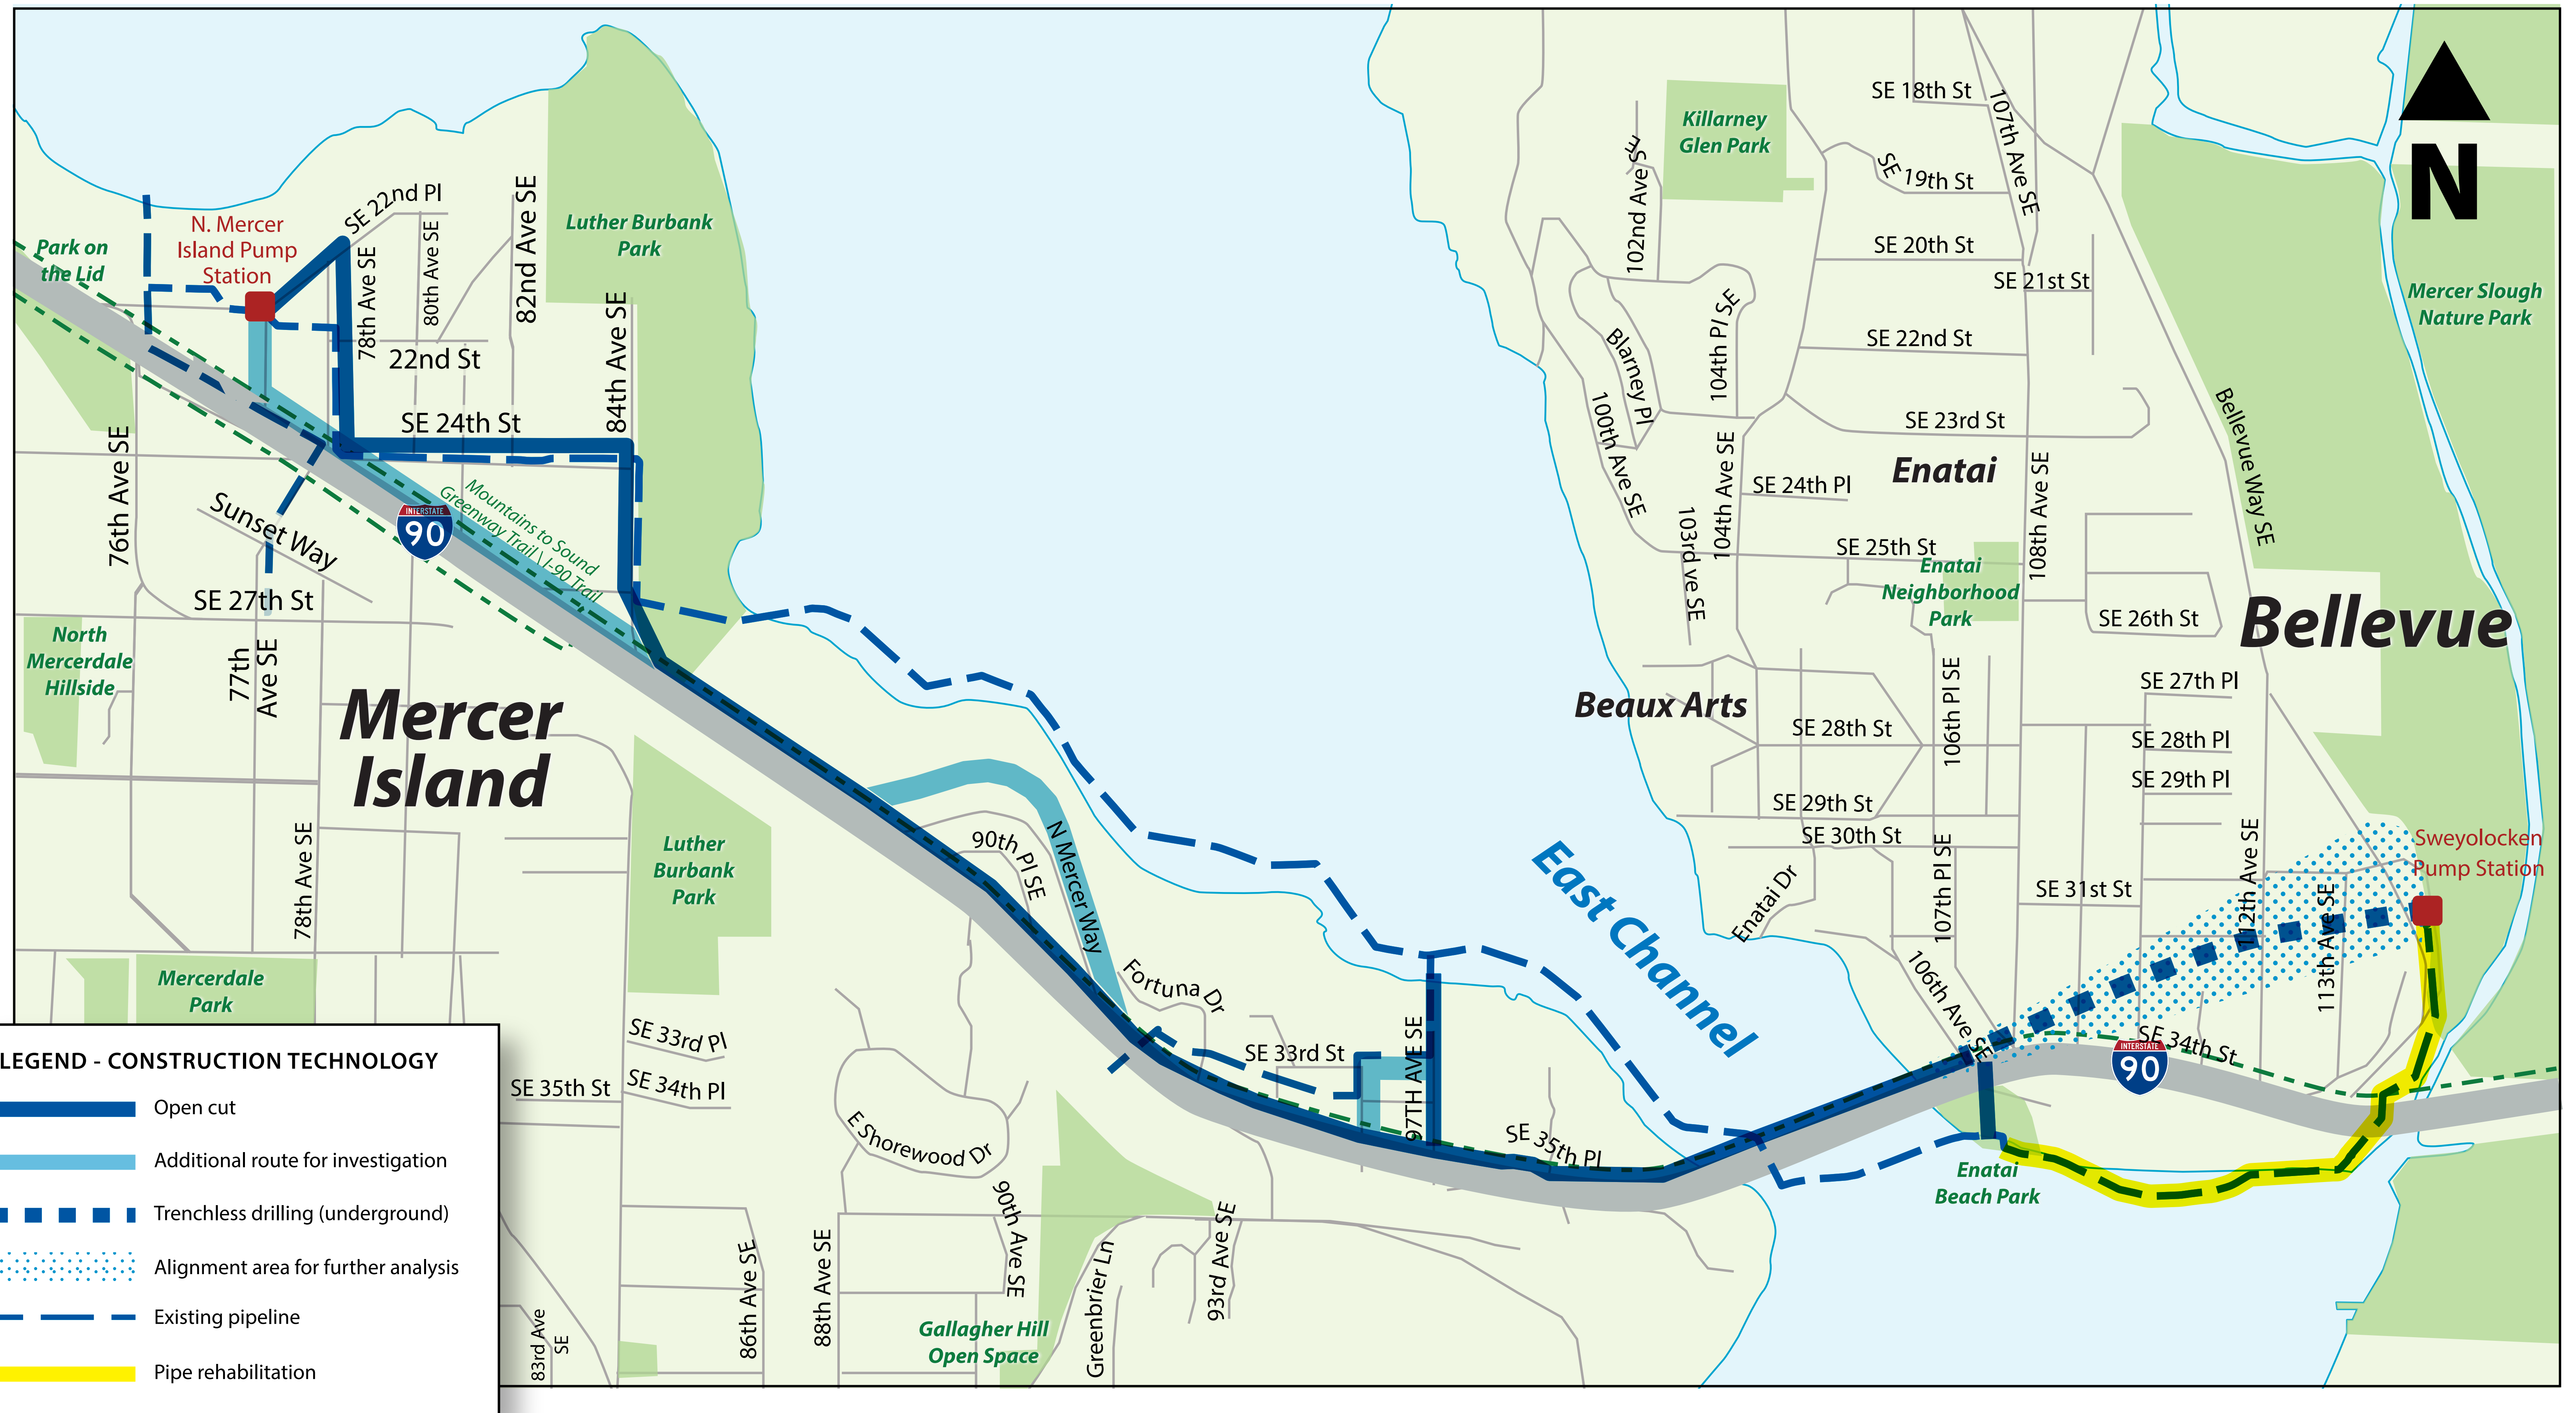 N
SE 18th St
107th Ave SE
Killarney
Glen Park
102nd Ave SE
SE 19th St
SE 22nd Pl
82nd Ave SE
Luther Burbank
Park
N. Mercer
Island Pump
Station
Park on
the Lid
78th Ave SE
80th Ave SE
SE 20th St
SE 21st St
Mercer Slough
Nature Park
104th Pl SE
Blarney Pl
SE 22nd St
22nd St
84th Ave SE
SE 24th St
100th Ave SE
SE 23rd St
Bellevue Way SE
Enatai
76th Ave SE
104th Ave SE
SE 24th Pl
108th Ave SE
INTERSTATE
90
Mountains to Sound
Greenway Trail \ I-90 Trail
Sunset Way
103rd ve SE
SE 25th St
Enatai
Neighborhood
Park
SE 27th St
SE 26th St
Bellevue
North
Mercerdale
Hillside
77th
Ave SE
Mercer
Island
Beaux Arts
106th Pl SE
SE 27th Pl
SE 28th St
SE 28th Pl
SE 29th Pl
SE 29th St
SE 30th St
78th Ave SE
Luther
Burbank
Park
90th Pl SE
N Mercer Way
East Channel
Enatai Dr
107th Pl SE
SE 31st St
112th Ave SE
113th Ave SE
Sweyolocken
Pump Station
Mercerdale
Park
Fortuna Dr
106th Ave SE
SE 33rd Pl
SE 33rd St
97TH AVE SE
SE 34th St
INTERSTATE
90
SE 35th St
SE 34th Pl
E Shorewood Dr
SE 35th Pl
Enatai
Beach Park
90th Ave SE
93rd Ave SE
86th Ave SE
88th Ave SE
Greenbrier Ln
Gallagher Hill
Open Space
83rd Ave
SE
LEGEND - CONSTRUCTION TECHNOLOGY
Open cut
Additional route for investigation
Trenchless drilling (underground)
Alignment area for further analysis
Existing pipeline
Pipe rehabilitation